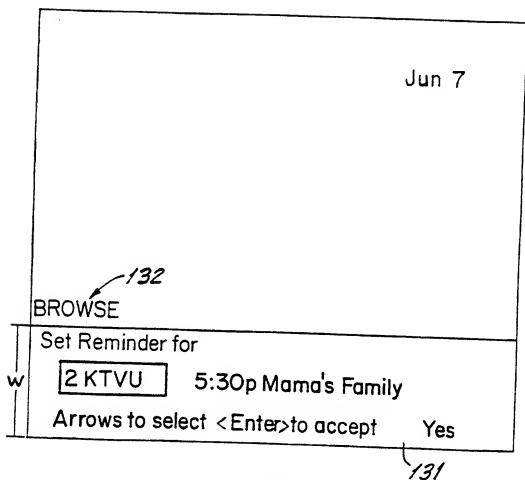 Jun 7
132
BROWSE
Set Reminder for
W
2 KTVU 5:30p Mama's Family
Arrows to select <Enter>to accept Yes
131